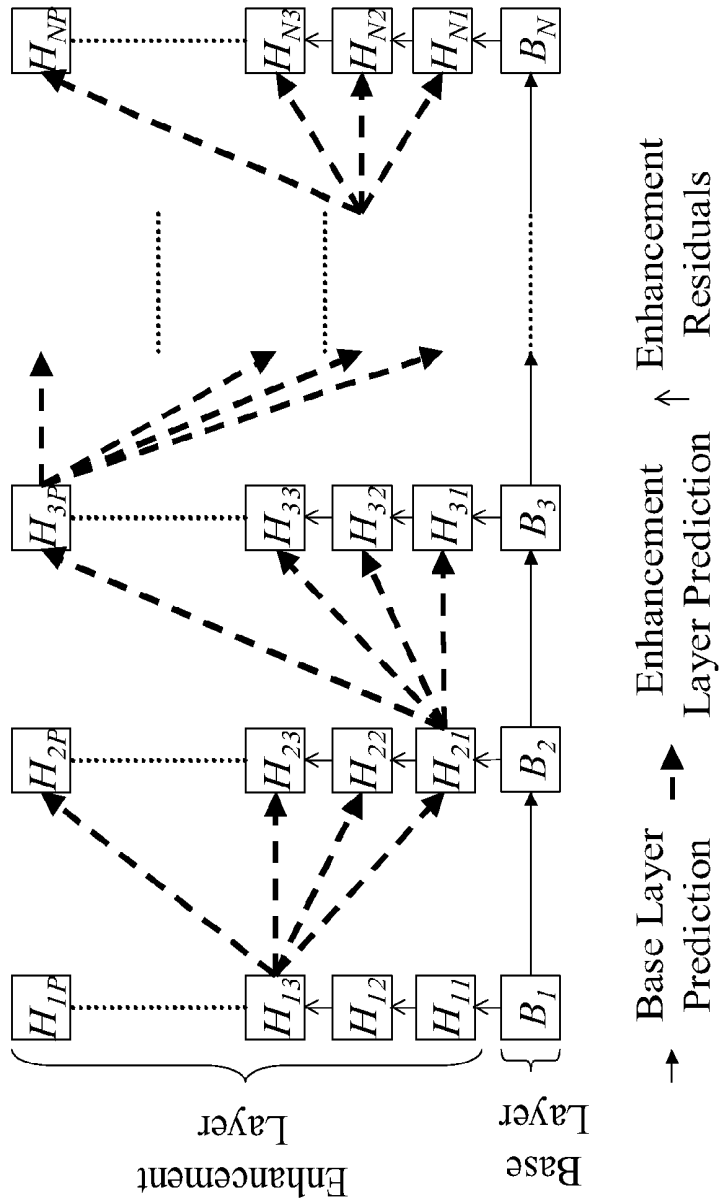 H1P H2P H3P HNP
H13 H23 H33 HN3
H12 H22 H32 HN2
H11 H21 H31 HN1
B1 B2 B3 BN
Enhancement
Layer
Base
Layer
Base Layer
Prediction
Enhancement
Layer Prediction
Enhancement
Residuals